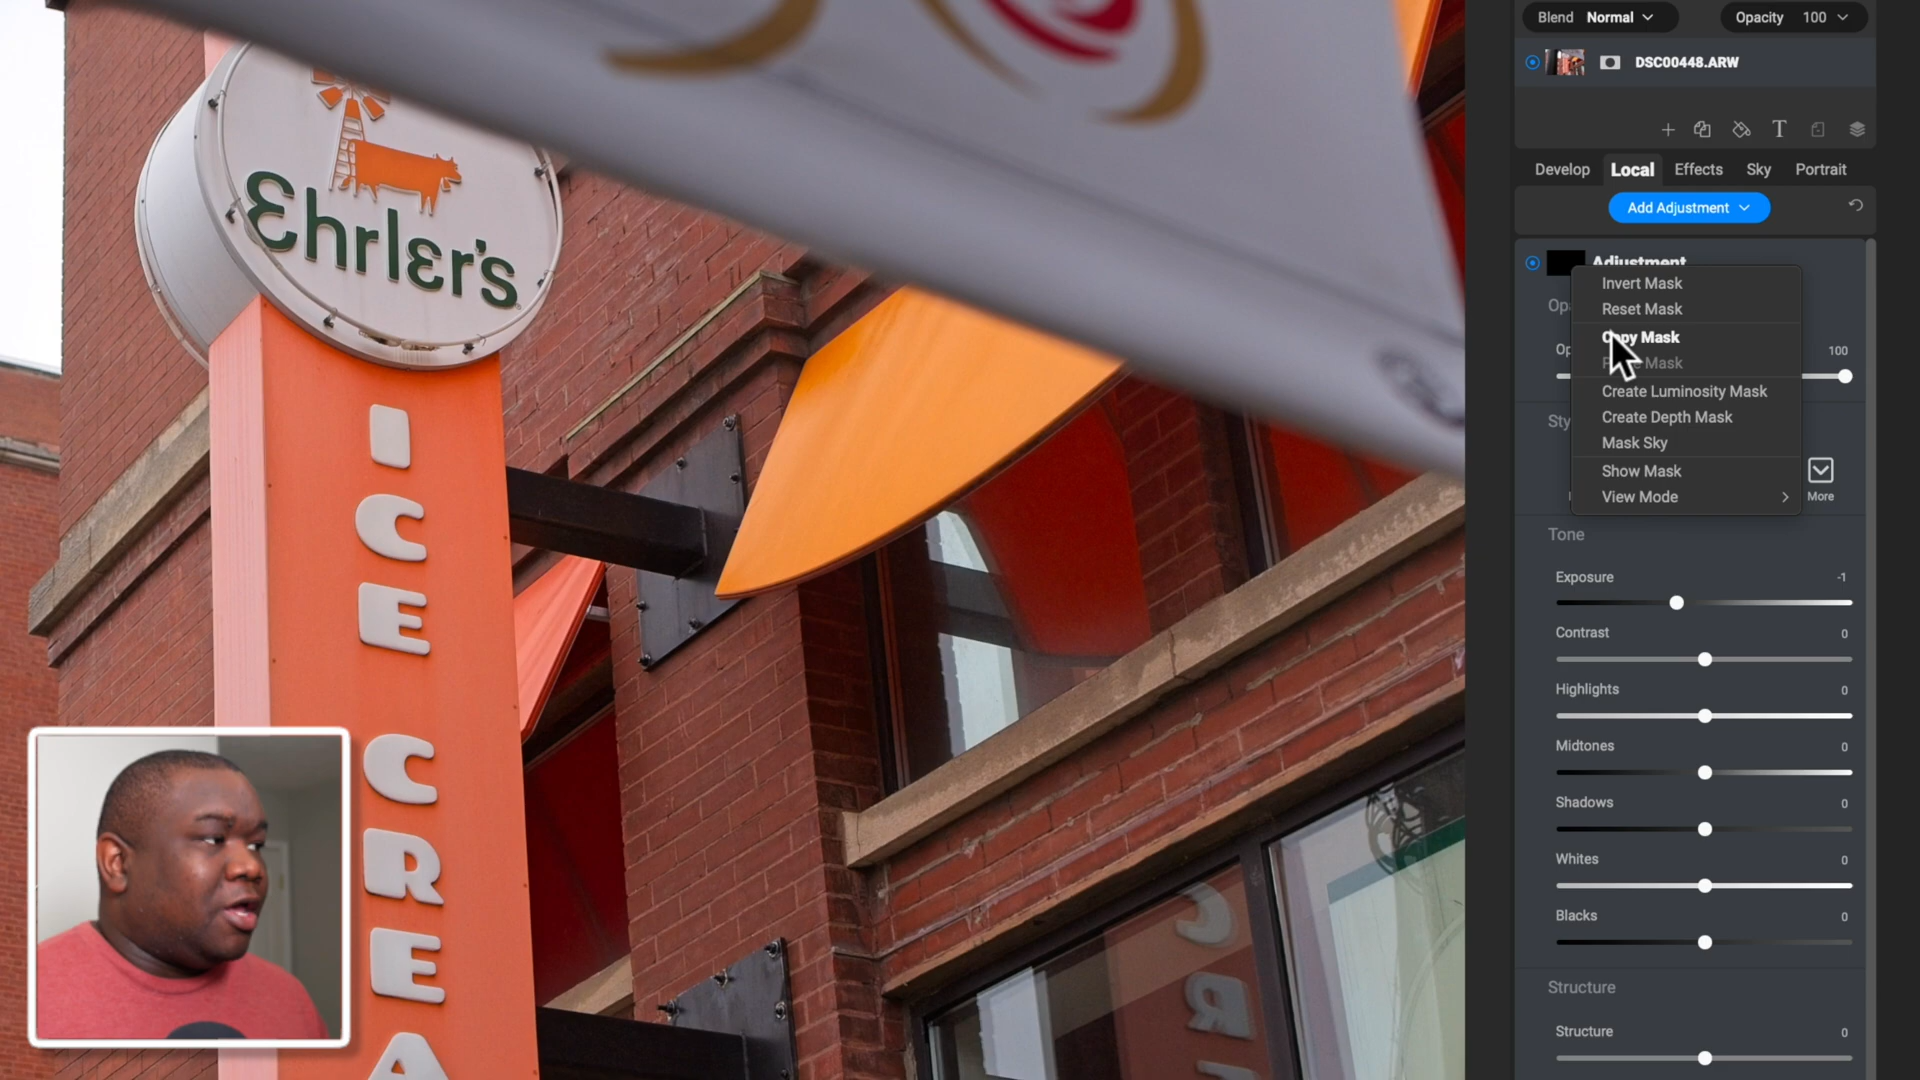 Ehrler's
ICE CREA
CRE
Blend Normal
Opacity 100
DSC00448.ARW
T
Develop Local Effects Sky Portrait
Add Adjustment
Adjustment
Invert Mask
Reset Mask
Copy Mask
Mask
Create Luminosity Mask
Create Depth Mask
Mask Sky
Show Mask
View Mode
100
More
Tone
Exposure -1
Contrast 0
Highlights 0
Midtones 0
Shadows 0
Whites 0
Blacks 0
Structure
Structure 0